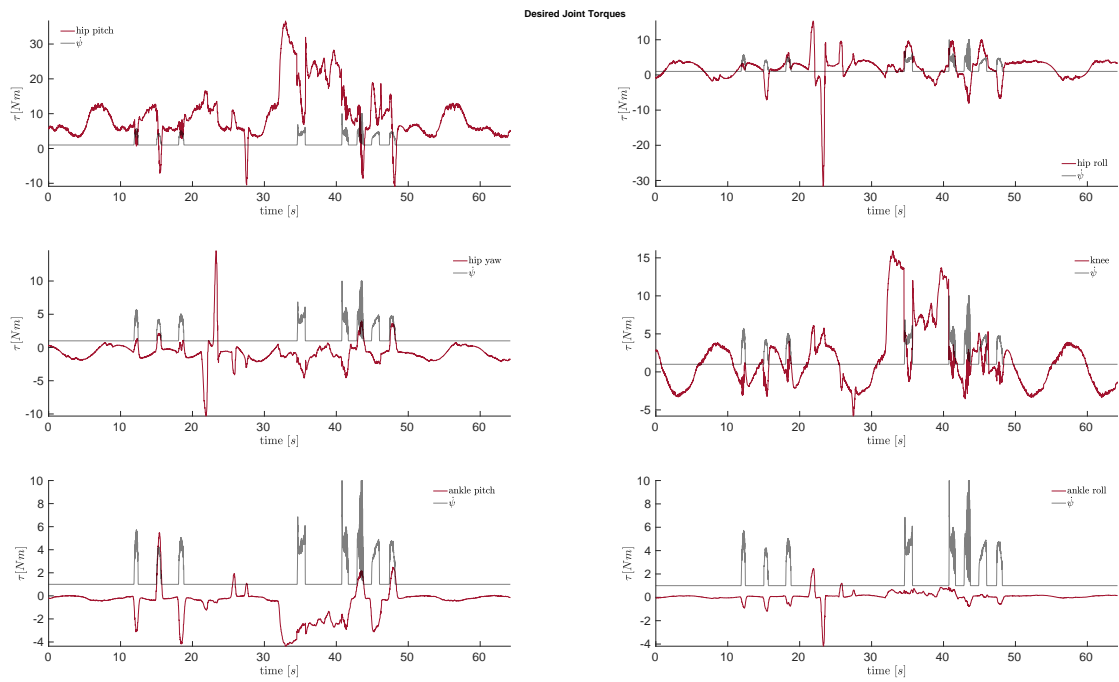 Desired Joint Torques
hip pitch
ψ̇
τ [Nm]
30
20
10
0
-10
0 10 20 30 40 50 60
time [s]
10
0
-10
-20
-30
τ [Nm]
hip roll
ψ̇
0 10 20 30 40 50 60
time [s]
hip yaw
ψ̇
τ [Nm]
10
5
0
-5
-10
0 10 20 30 40 50 60
time [s]
knee
ψ̇
τ [Nm]
15
10
5
0
-5
0 10 20 30 40 50 60
time [s]
ankle pitch
ψ̇
τ [Nm]
10
8
6
4
2
0
-2
-4
0 10 20 30 40 50 60
time [s]
ankle roll
ψ̇
τ [Nm]
10
8
6
4
2
0
-2
-4
0 10 20 30 40 50 60
time [s]